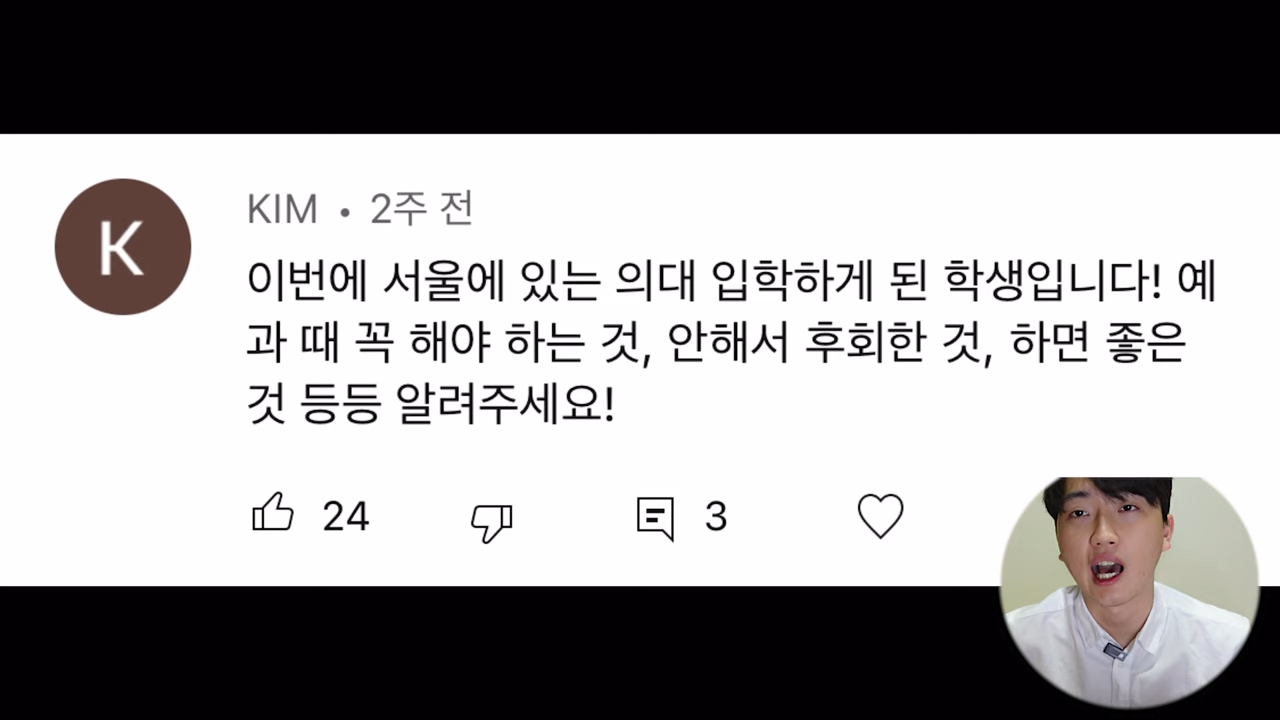 K
KIM • 2주 전
이번에 서울에 있는 의대 입학하게 된 학생입니다! 예
과 때 꼭 해야 하는 것, 안해서 후회한 것, 하면 좋은
것 등등 알려주세요!
24 3